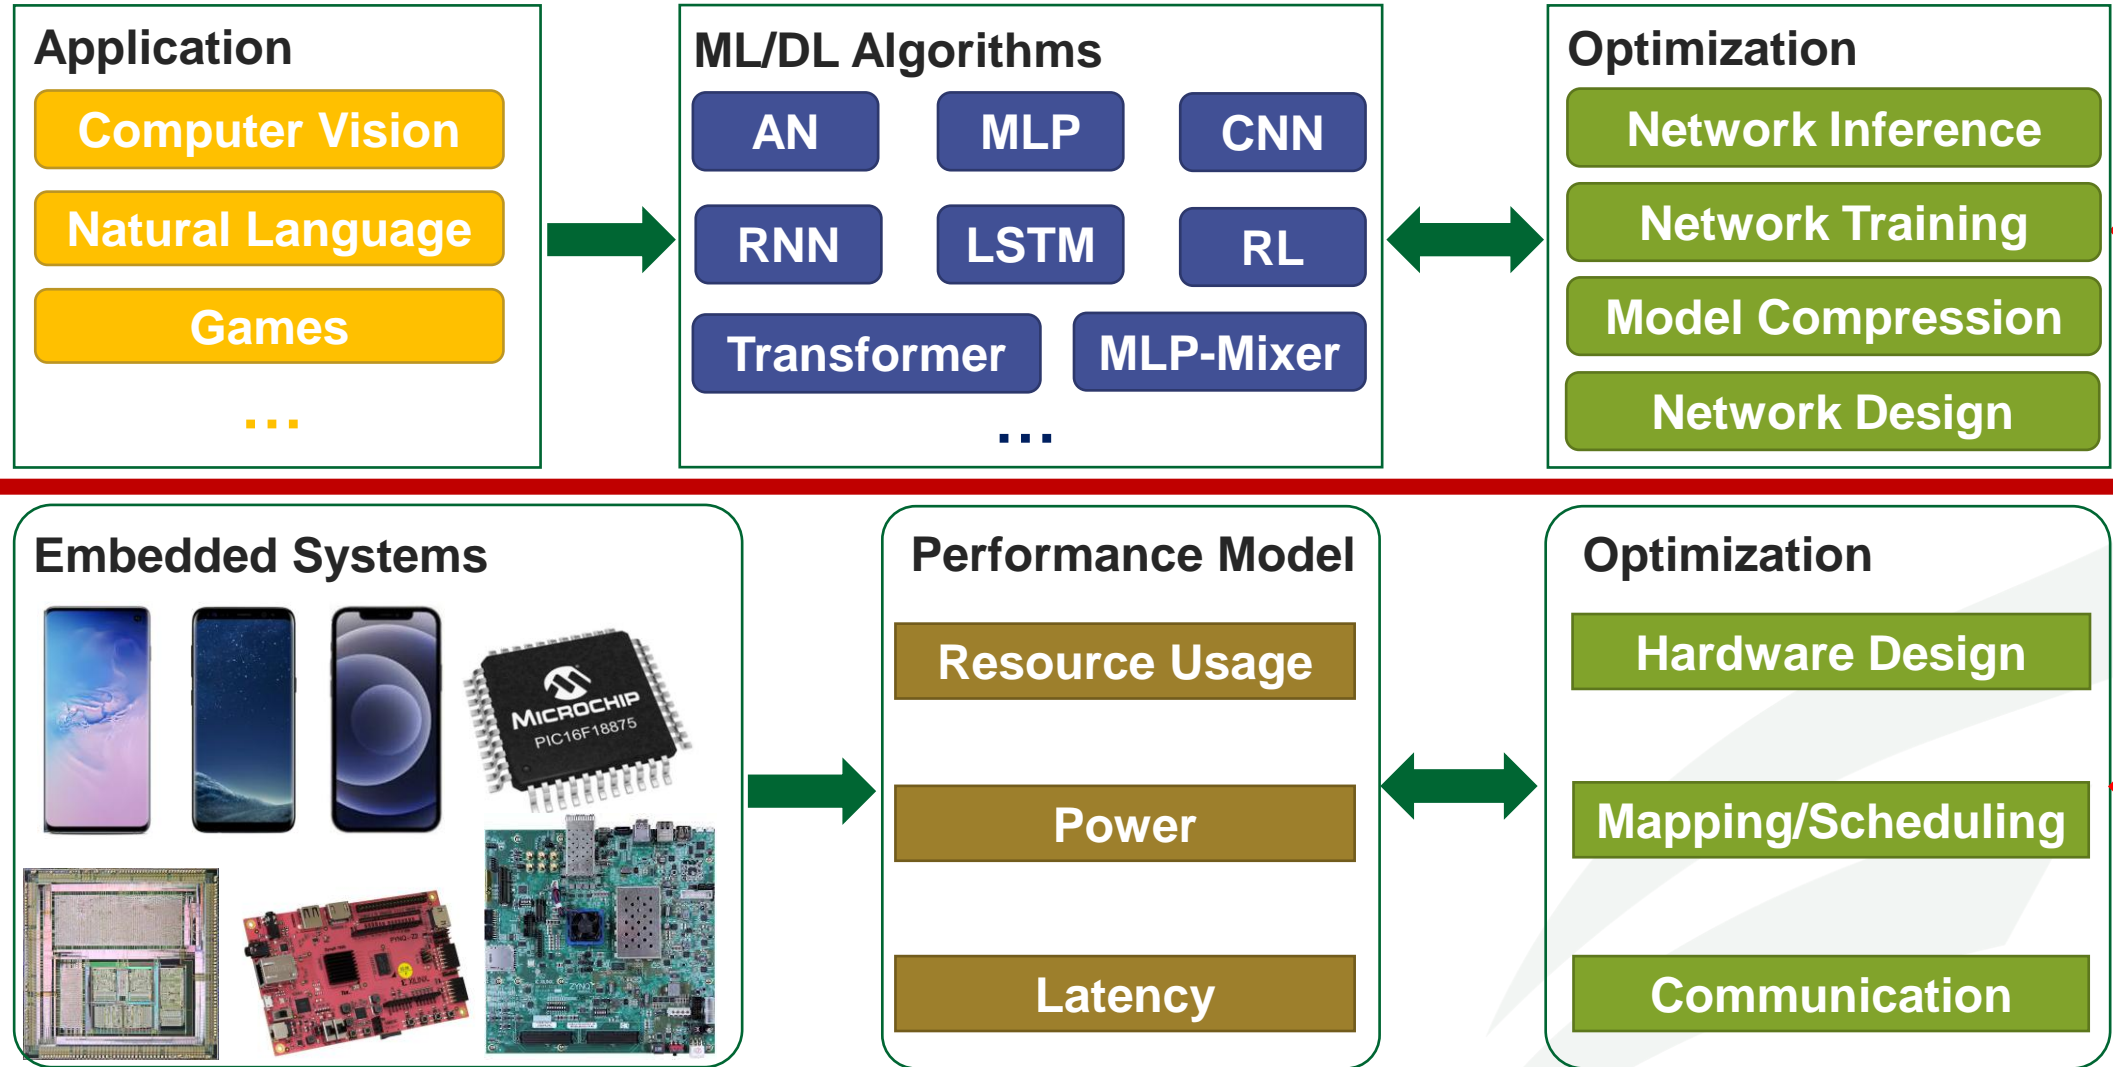 Application
Computer Vision
Natural Language
Games
...
ML/DL Algorithms
AN
MLP
CNN
RNN
LSTM
RL
Transformer
MLP-Mixer
...
Optimization
Network Inference
Network Training
Model Compression
Network Design
Embedded Systems
MICROCHIP
PIC16F18875
XILINX
ZYNQ
Performance Model
Resource Usage
Power
Latency
Optimization
Hardware Design
Mapping/Scheduling
Communication